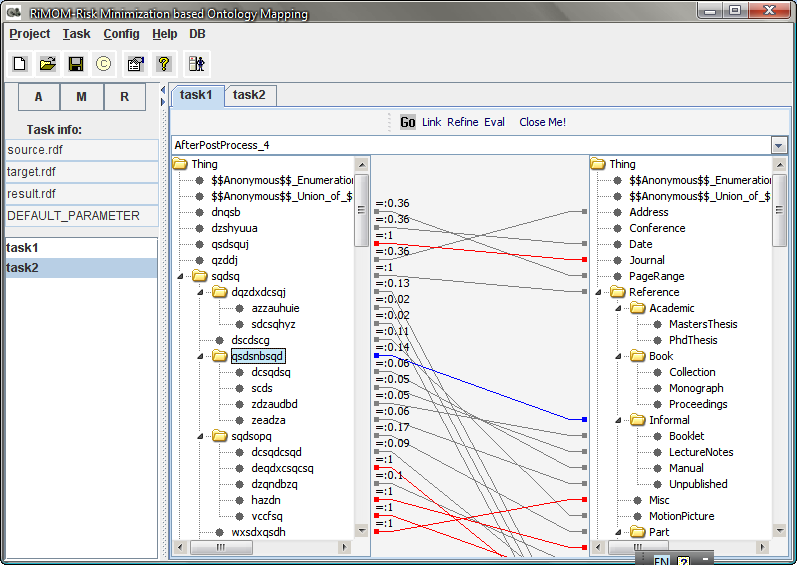 RiMOM-Risk Minimization based Ontology Mapping
Project Task Config Help DB
A M R
Task info:
source.rdf
target.rdf
result.rdf
DEFAULT_PARAMETER
task1
task2
task1 task2
Go Link Refine Eval Close Me!
AfterPostProcess_4
Thing
$$Anonymous$$_Enumeration
$$Anonymous$$_Union_of_$
dnqsb
dzshyuua
qsdsquj
qzddj
sqdsq
dqzdxdcsqj
azzauhuie
sdcsqhyz
dscdscg
qsdsnbsqd
dcsqdsq
scds
zdzaudbd
zeadza
sqdsopq
dcsqdcsqd
deqdxcsqcsq
dzqndbzq
hazdn
vccfsq
wxsdxqsdh
=:0.36
=:0.36
=:1
=:0.36
=:1
=:0.13
=:0.02
=:0.02
=:0.11
=:0.14
=:0.06
=:0.05
=:0.05
=:0.06
=:0.17
=:0.09
=:1
=:0.1
=:1
=:1
=:1
Thing
$$Anonymous$$_Enumeration
$$Anonymous$$_Union_of_$
Address
Conference
Date
Journal
PageRange
Reference
Academic
MastersThesis
PhdThesis
Book
Collection
Monograph
Proceedings
Informal
Booklet
LectureNotes
Manual
Unpublished
Misc
MotionPicture
Part
EN ?